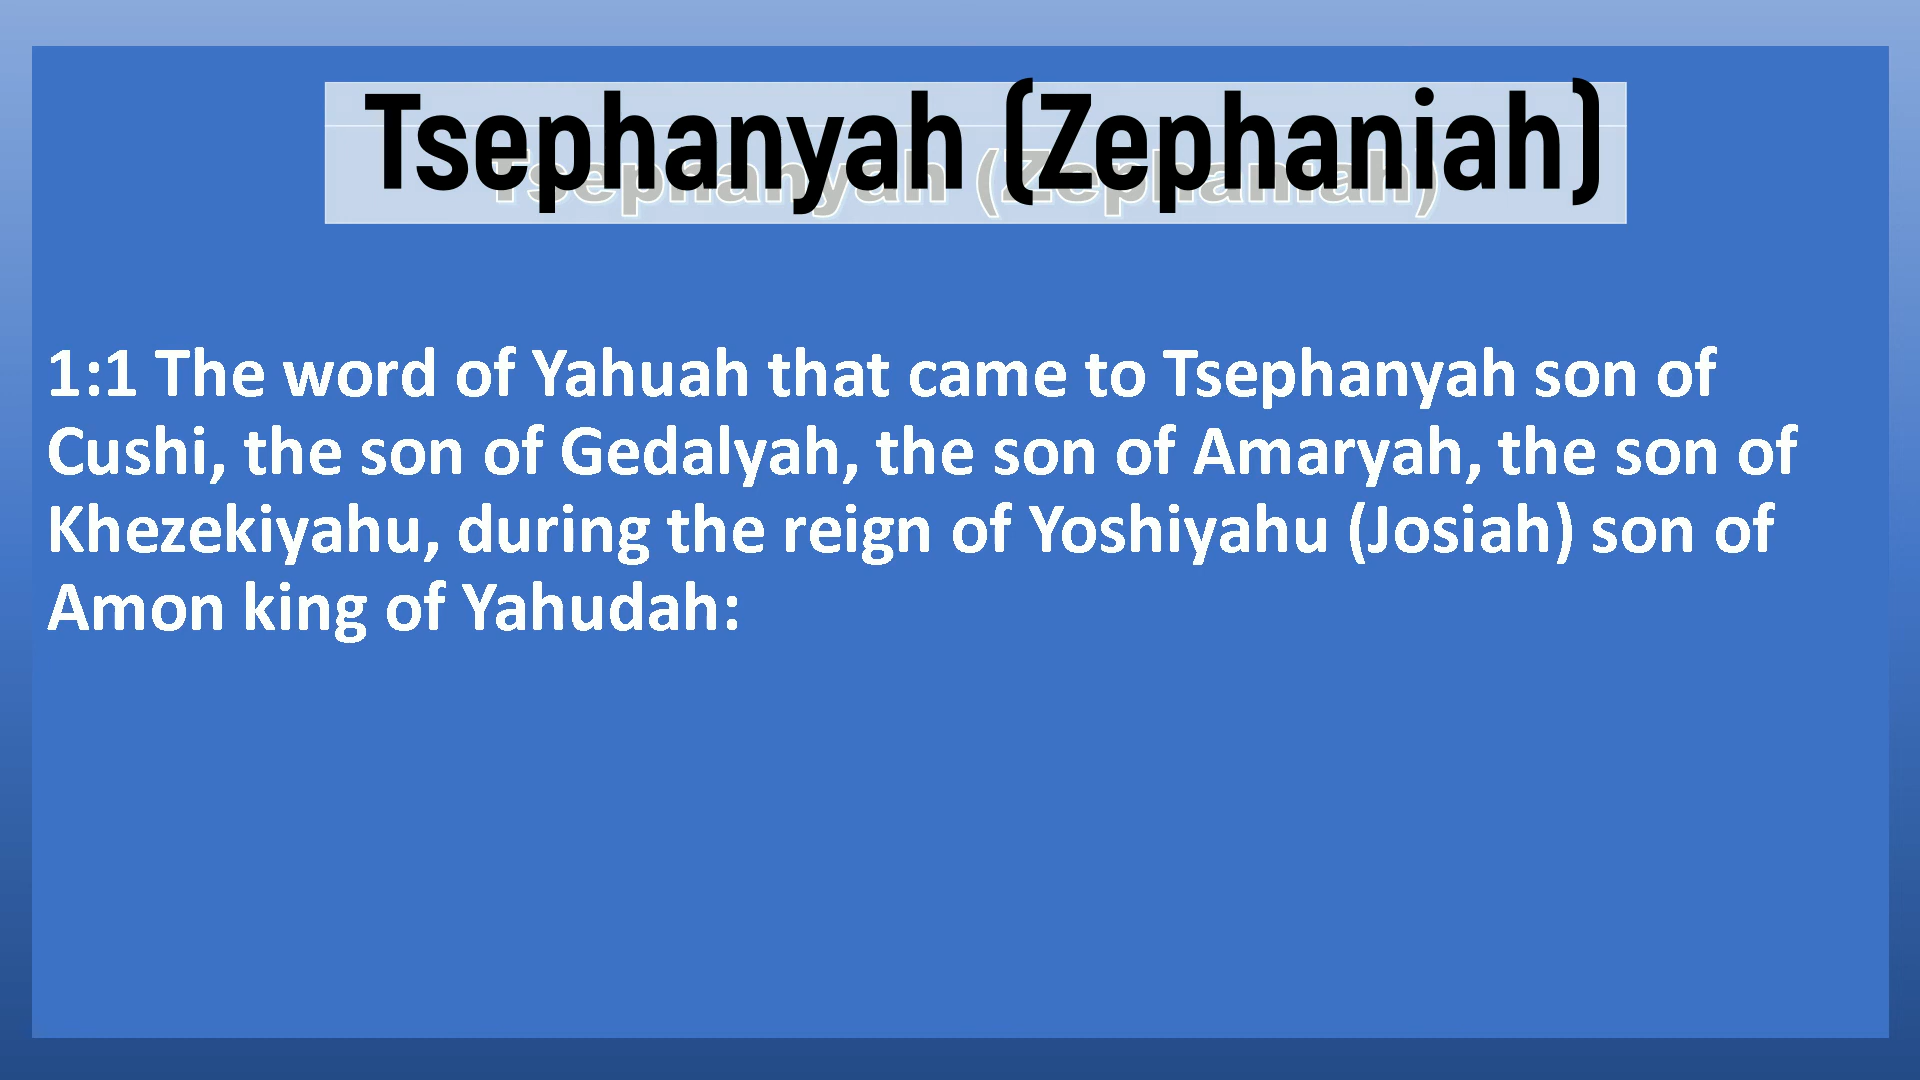 Tsephanyah (Zephaniah)
Tsephanyah (Zephaniah)
1:1 The word of Yahuah that came to Tsephanyah son of
Cushi, the son of Gedalyah, the son of Amaryah, the son of
Khezekiyahu, during the reign of Yoshiyahu (Josiah) son of
Amon king of Yahudah: